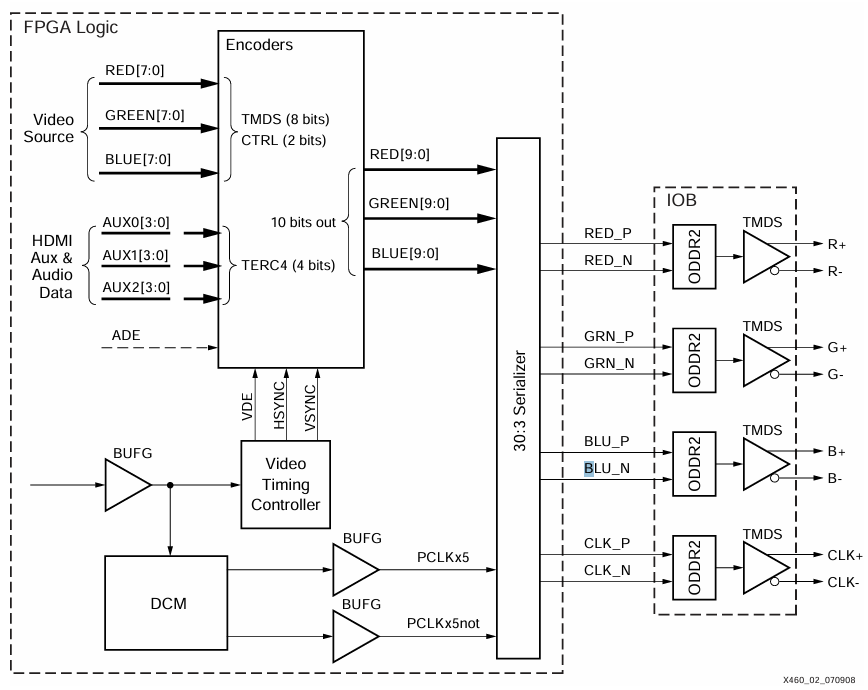 FPGA Logic
Encoders
RED[7:0]
GREEN[7:0]
BLUE[7:0]
Video
Source
TMDS (8 bits)
CTRL (2 bits)
HDMI
Aux &
Audio
Data
AUX0[3:0]
AUX1[3:0]
AUX2[3:0]
TERC4 (4 bits)
10 bits out
ADE
RED[9:0]
GREEN[9:0]
BLUE[9:0]
VDE
HSYNC
VSYNC
BUFG
Video
Timing
Controller
DCM
BUFG
PCLKx5
BUFG
PCLKx5not
30:3 Serializer
IOB
RED_P
RED_N
ODDR2
TMDS
R+
R-
GRN_P
GRN_N
ODDR2
TMDS
G+
G-
BLU_P
BLU_N
ODDR2
TMDS
B+
B-
CLK_P
CLK_N
ODDR2
TMDS
CLK+
CLK-
X460_02_070908